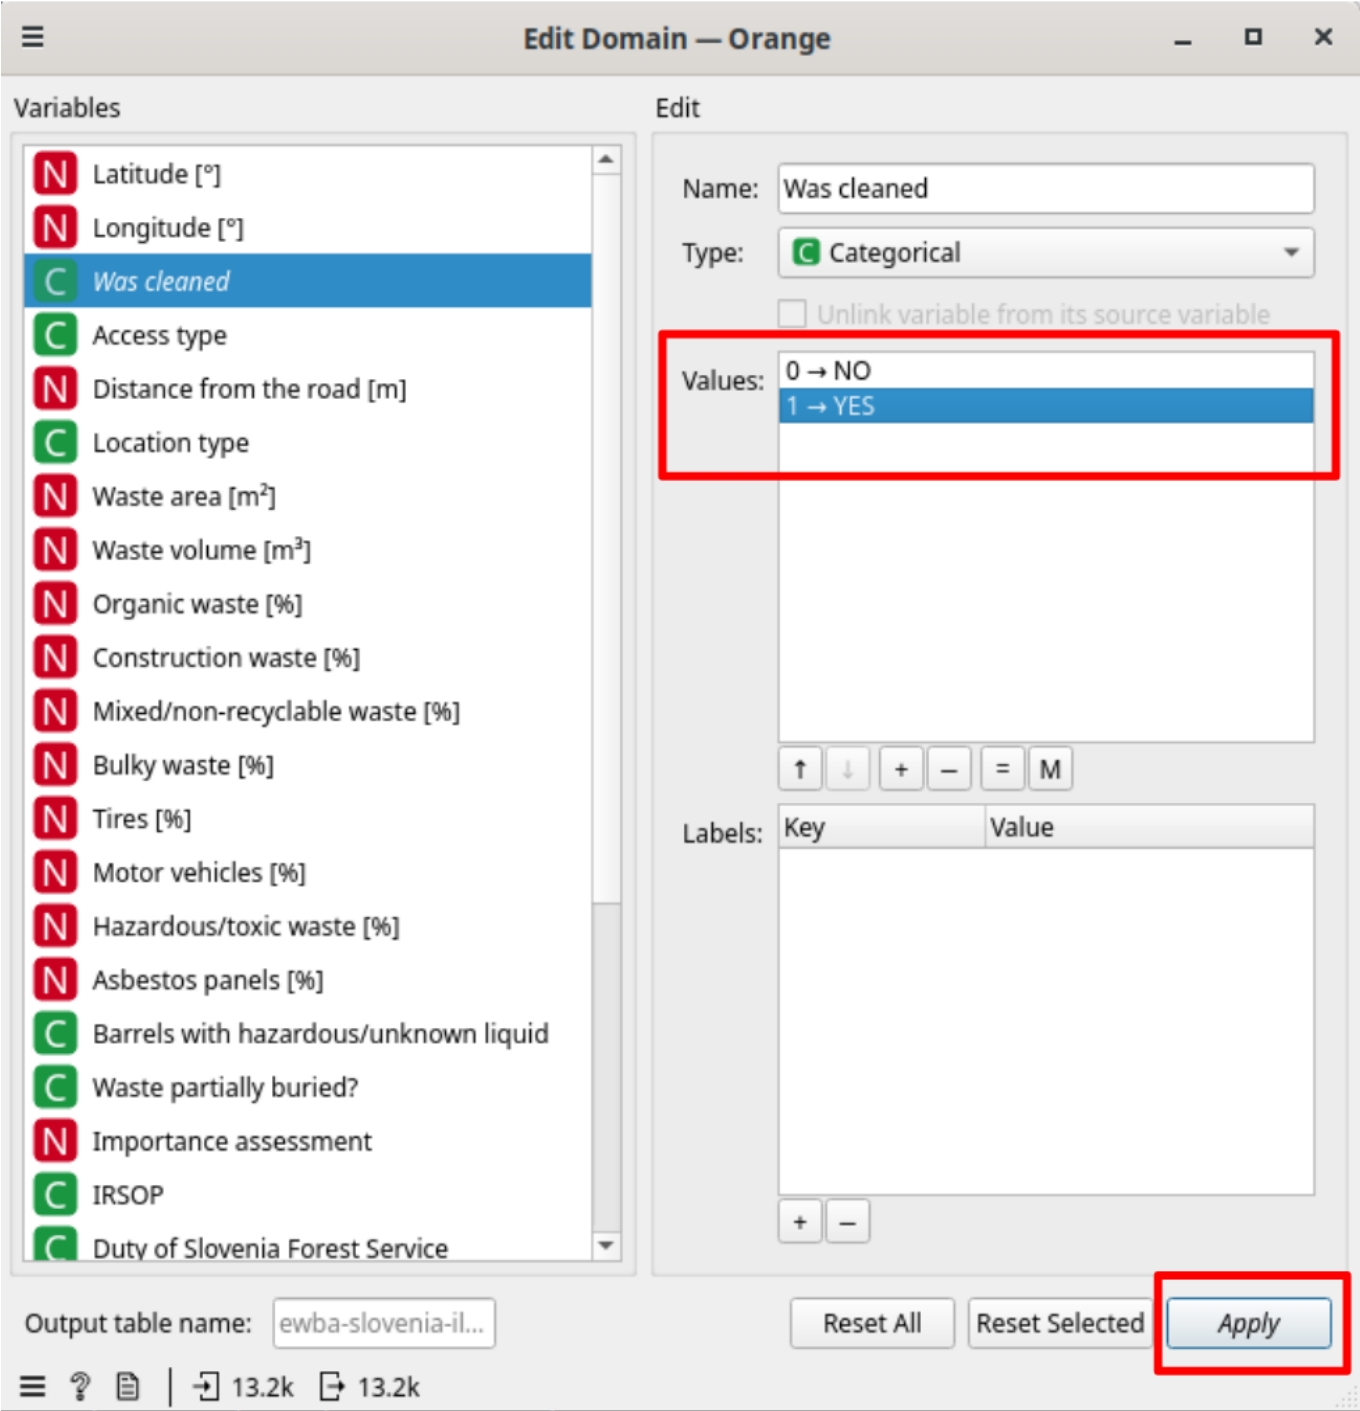 Edit Domain — Orange
Variables
N Latitude [°]
N Longitude [°]
C Was cleaned
C Access type
N Distance from the road [m]
C Location type
N Waste area [m²]
N Waste volume [m³]
N Organic waste [%]
N Construction waste [%]
N Mixed/non-recyclable waste [%]
N Bulky waste [%]
N Tires [%]
N Motor vehicles [%]
N Hazardous/toxic waste [%]
N Asbestos panels [%]
C Barrels with hazardous/unknown liquid
C Waste partially buried?
N Importance assessment
C IRSOP
C Duty of Slovenia Forest Service
Edit
Name: Was cleaned
Type: C Categorical
Unlink variable from its source variable
Values: 0 → NO
1 → YES
↑ ↓ + − = M
Labels: Key Value
+ −
Output table name: ewba-slovenia-il...
Reset All Reset Selected Apply
? 13.2k 13.2k